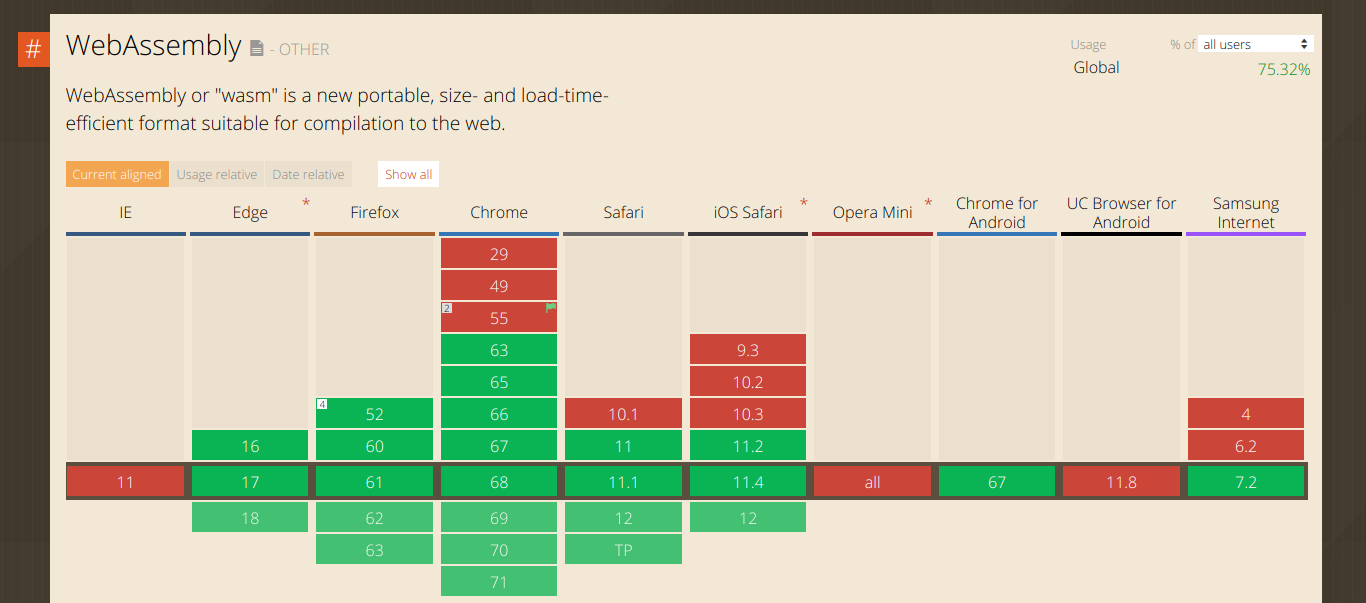 #
WebAssembly - OTHER
Usage % of all users
Global 75.32%
WebAssembly or "wasm" is a new portable, size- and load-time-
efficient format suitable for compilation to the web.
Current aligned Usage relative Date relative Show all
IE Edge * Firefox Chrome Safari iOS Safari * Opera Mini * Chrome for Android UC Browser for Android Samsung Internet
29
49
2 55
63 9.3
65 10.2
4 52 66 10.1 10.3 4
16 60 67 11 11.2 6.2
11 17 61 68 11.1 11.4 all 67 11.8 7.2
18 62 69 12 12
63 70 TP
71